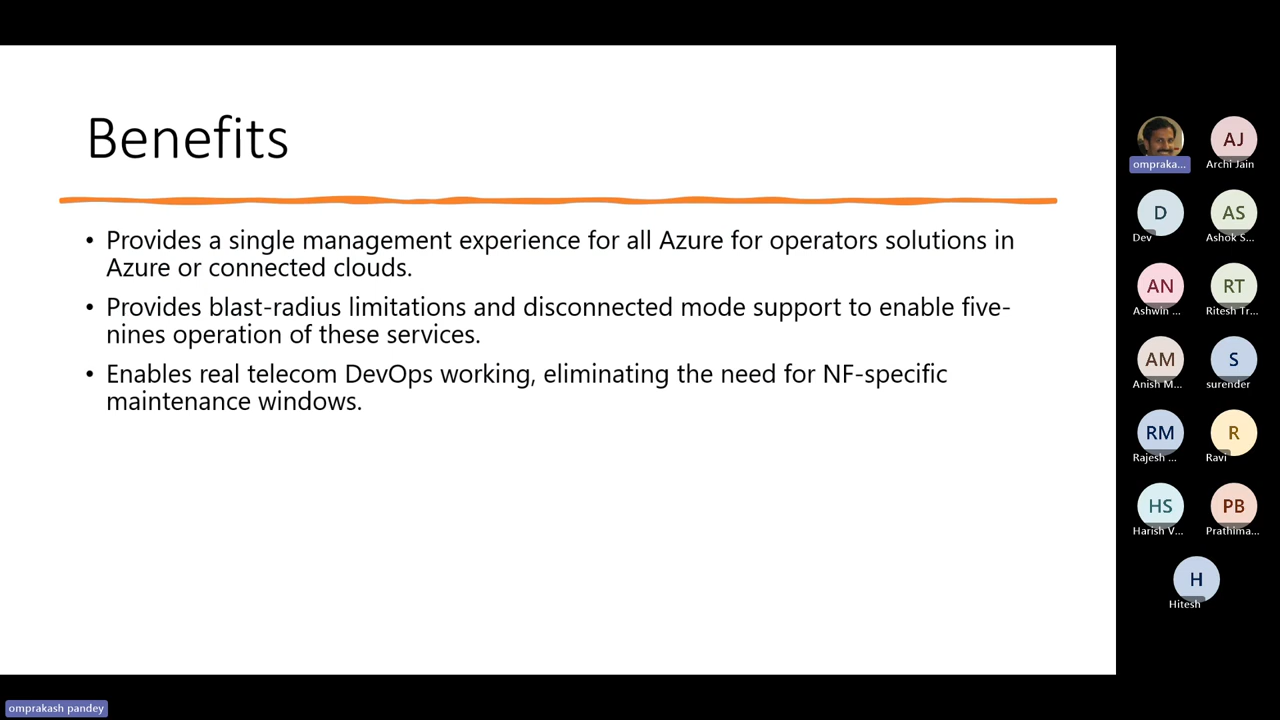 Benefits
• Provides a single management experience for all Azure for operators solutions in
Azure or connected clouds.
• Provides blast-radius limitations and disconnected mode support to enable five-
nines operation of these services.
• Enables real telecom DevOps working, eliminating the need for NF-specific
maintenance windows.
ompraka...
AJ
Archi Jain
D
Dev
AS
Ashok S...
AN
Ashwin ...
RT
Ritesh Tr...
AM
Anish M...
S
surender
RM
Rajesh ...
R
Ravi
HS
Harish V...
PB
Prathima...
H
Hitesh
omprakash pandey